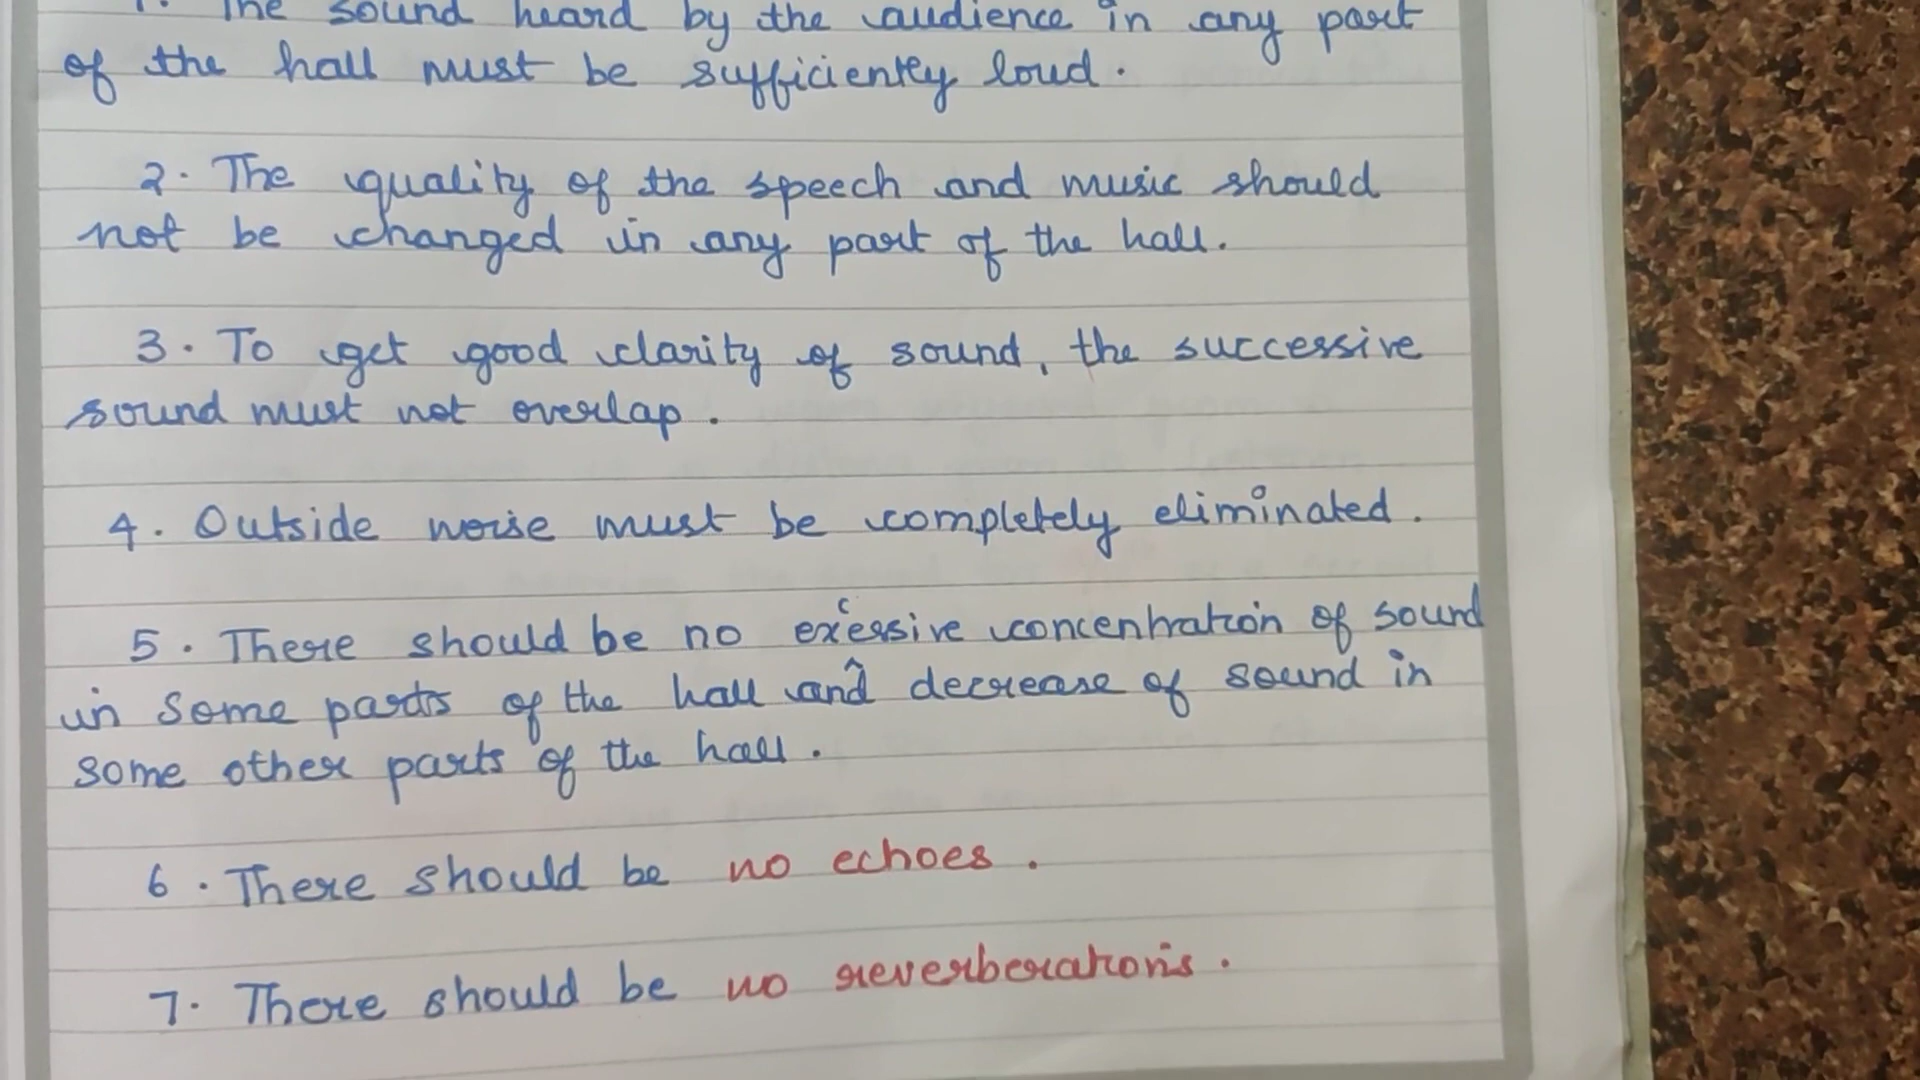 1. The sound heard by the audience in any part
of the hall must be sufficiently loud.
2. The quality of the speech and music should
not be changed in any part of the hall.
3. To get good clarity of sound, the successive
sound must not overlap.
4. Outside noise must be completely eliminated.
5. There should be no excessive concentration of sound
in some parts of the hall and decrease of sound in
some other parts of the hall.
6. There should be no echoes.
7. There should be no reverberations.